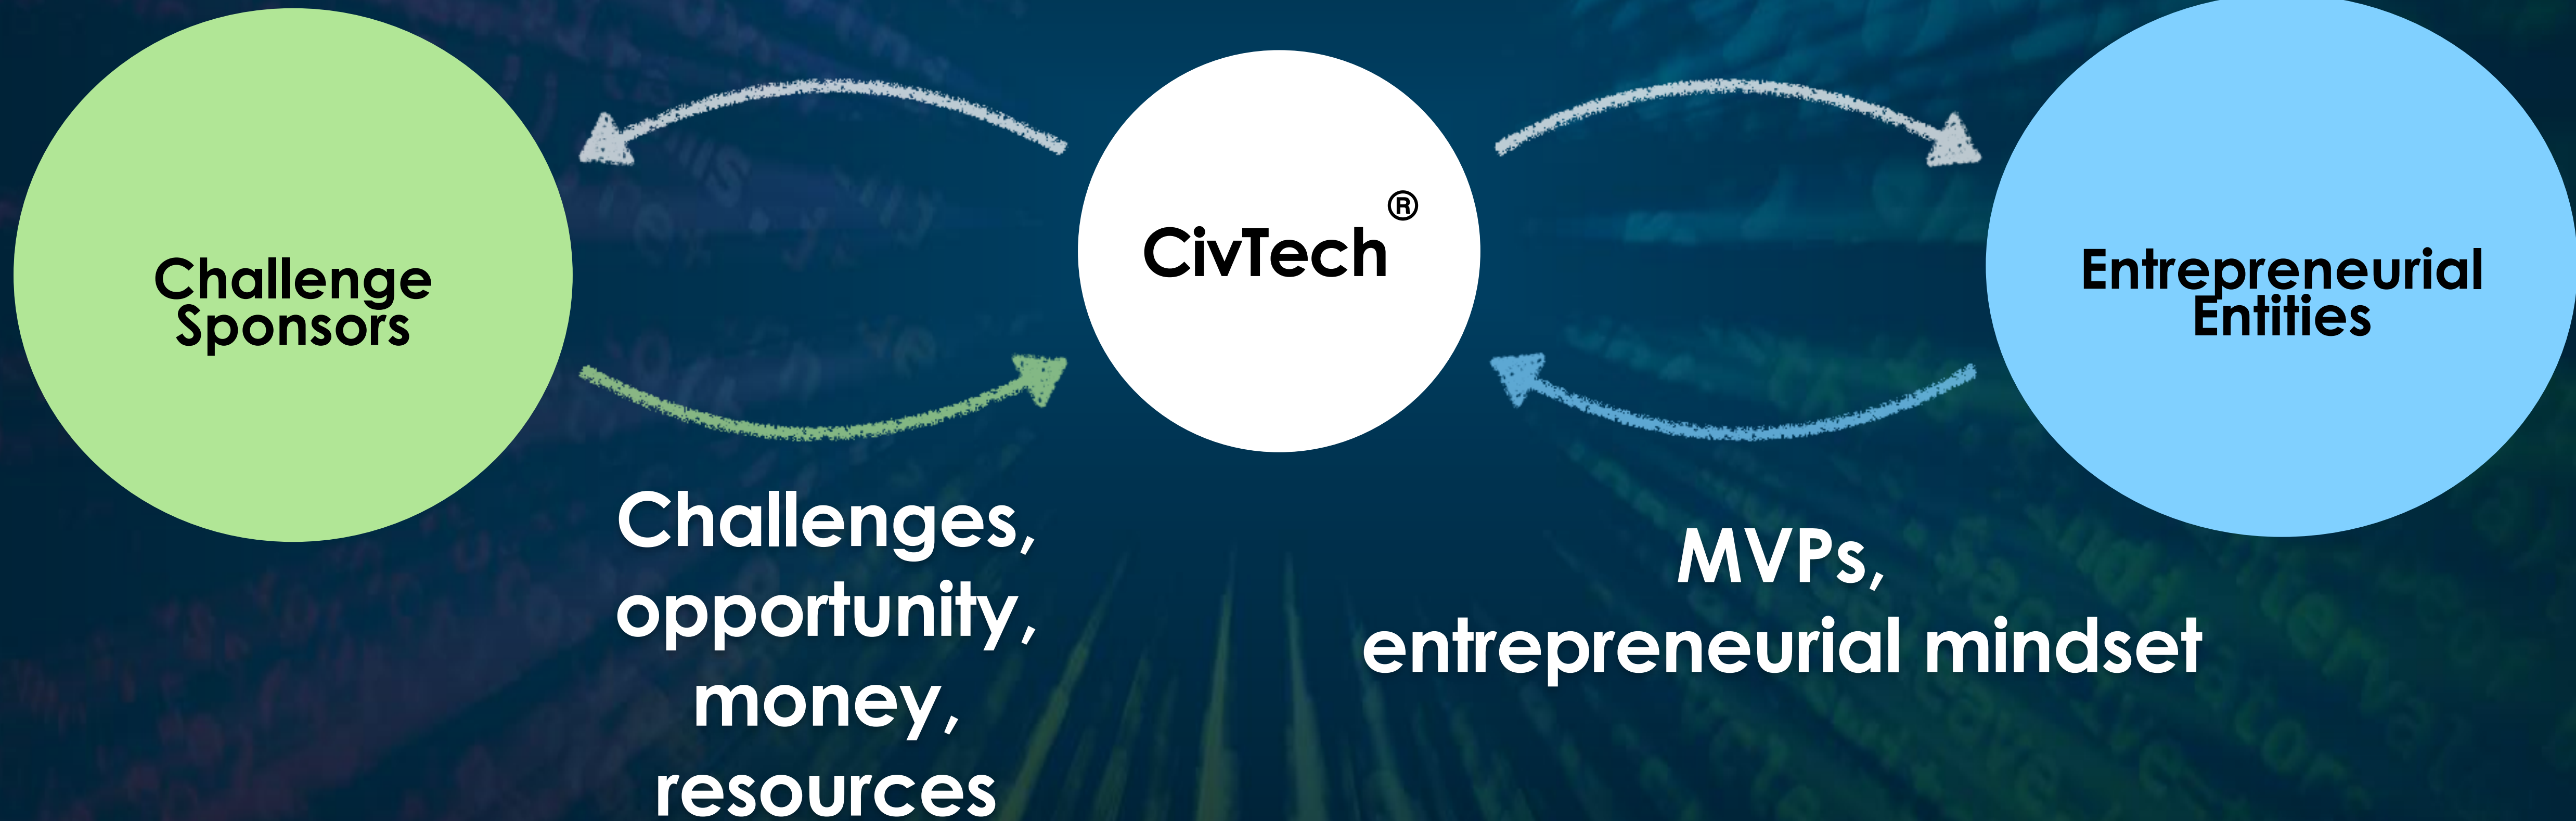 Challenge
Sponsors
CivTech®
Entrepreneurial
Entities
Challenges,
opportunity,
money,
resources
MVPs,
entrepreneurial mindset